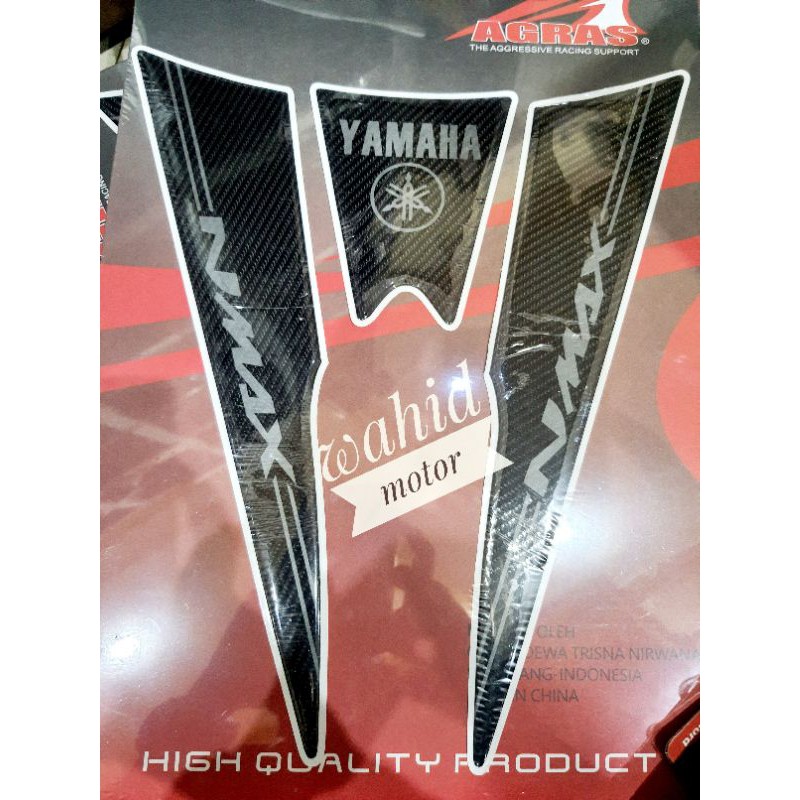 AGRAS®
THE AGGRESSIVE RACING SUPPORT
YAMAHA
NMAX
NMAX
wahid
motor
OLEH
DEWA TRISNA NIRWANA
ANG-INDONESIA
N CHINA
HIGH QUALITY PRODUCT